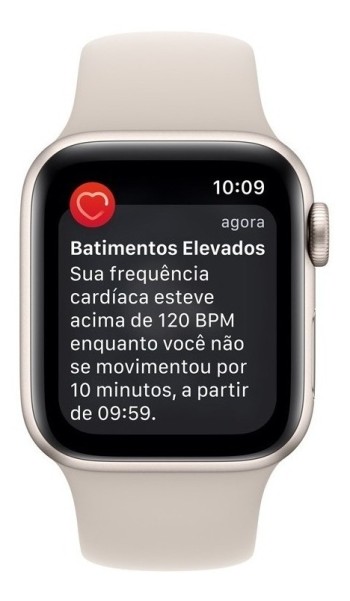 10:09
agora
Batimentos Elevados
Sua frequência
cardíaca esteve
acima de 120 BPM
enquanto você não
se movimentou por
10 minutos, a partir
de 09:59.